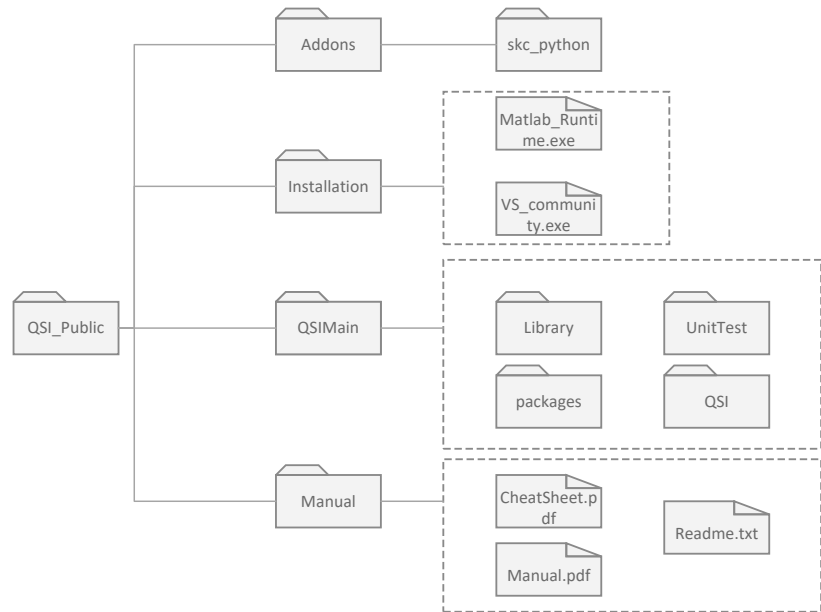 Addons
skc_python
Matlab_Runti
me.exe
Installation
VS_communi
ty.exe
QSI_Public
QSIMain
Library
UnitTest
packages
QSI
Manual
CheatSheet.p
df
Readme.txt
Manual.pdf